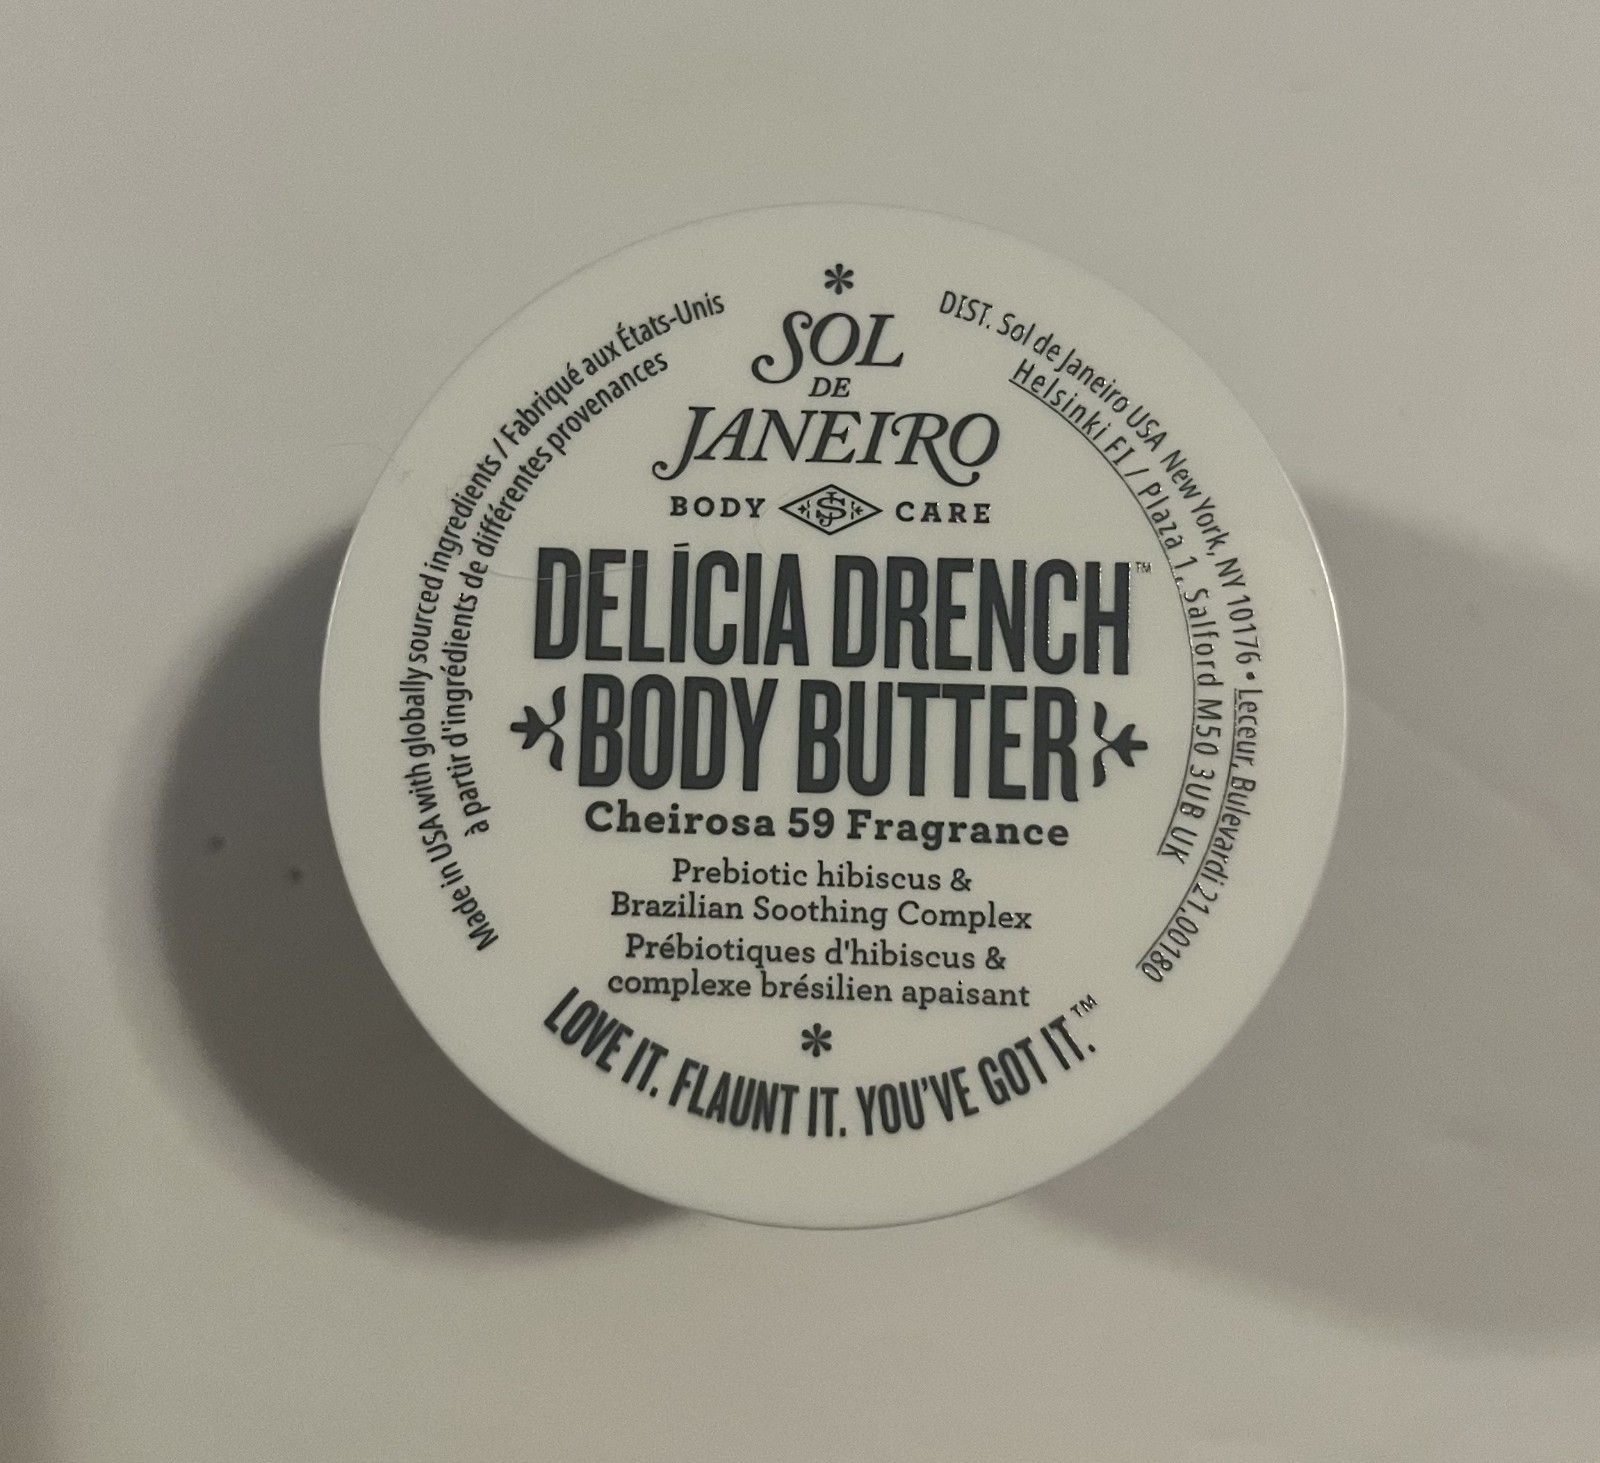 SOL
DE
JANEIRO
BODY CARE
DELÍCIA DRENCH™
BODY BUTTER
Cheirosa 59 Fragrance
Prebiotic hibiscus &
Brazilian Soothing Complex
Prébiotiques d'hibiscus &
complexe brésilien apaisant
LOVE IT. FLAUNT IT. YOU'VE GOT IT.™
Made in USA with globally sourced ingredients / Fabriqué aux États-Unis
à partir d'ingrédients de différentes provenances
DIST. Sol de Janeiro USA New York, NY 10176 • Leceur, Bulevardi 21,00180
Helsinki FI / Plaza 1, Salford M50 3UB UK